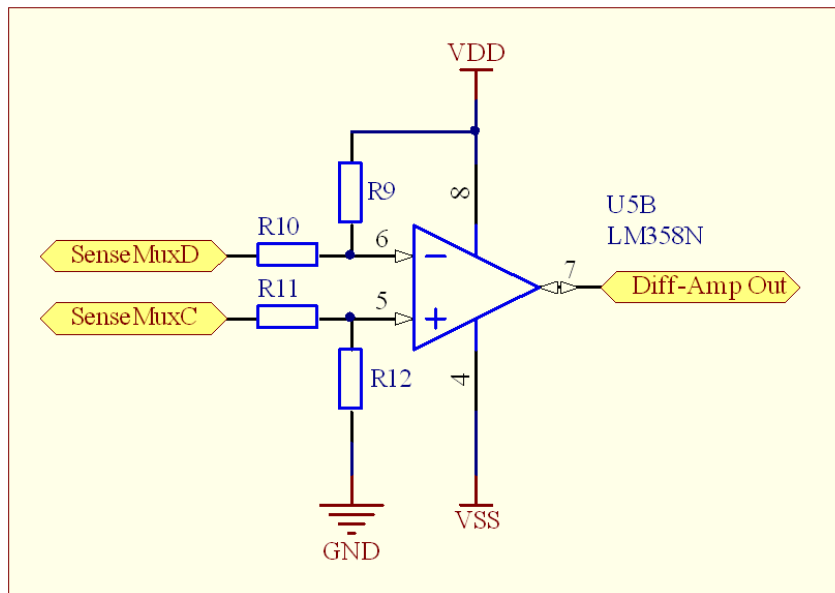 VDD
R9
8
U5B
LM358N
R10
6
SenseMuxD
7
Diff-Amp Out
R11
5
SenseMuxC
R12
4
VSS
GND